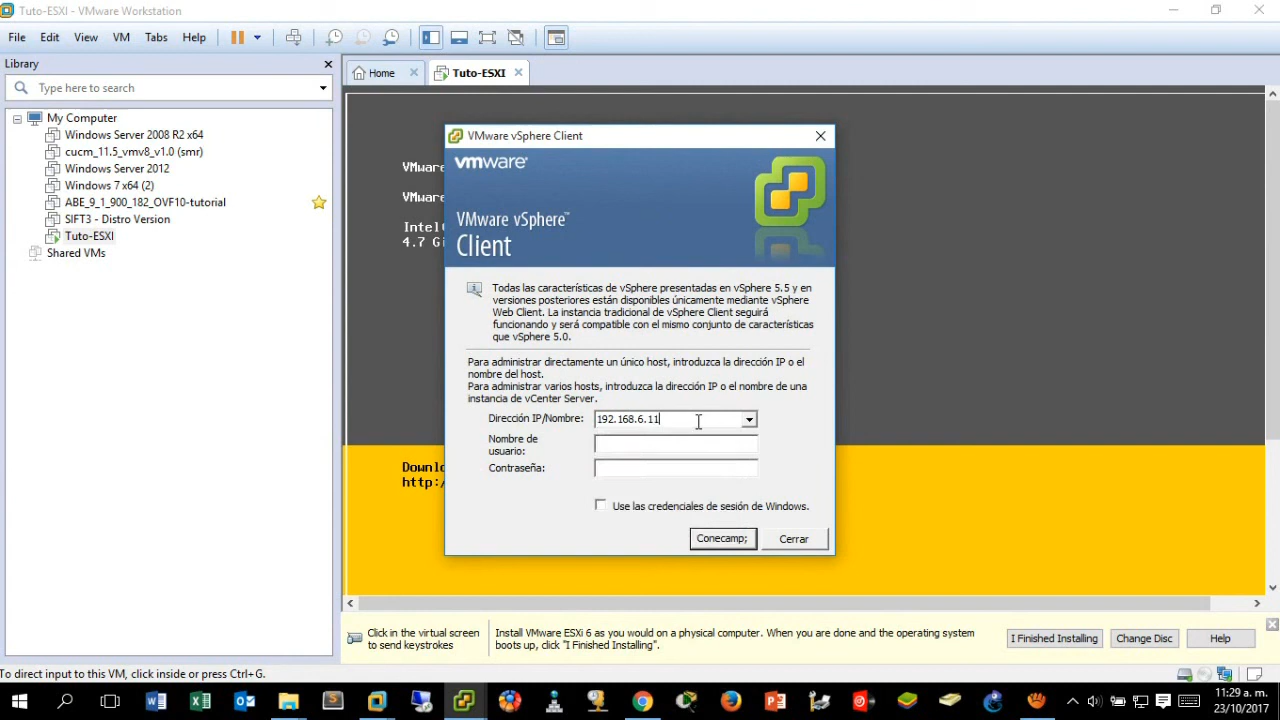 Tuto-ESXI - VMware Workstation
File Edit View VM Tabs Help
Library
Type here to search
Home
Tuto-ESXI
My Computer
Windows Server 2008 R2 x64
cucm_11.5_vmv8_v1.0 (smr)
Windows Server 2012
Windows 7 x64 (2)
ABE_9_1_900_182_OVF10-tutorial
SIFT3 - Distro Version
Tuto-ESXI
Shared VMs
VMware
VMware
4.7
VMware vSphere Client
vmware
VMware vSphere™
Client
Todas las características de vSphere presentadas en vSphere 5.5 y en
versiones posteriores están disponibles únicamente mediante vSphere
Web Client. La instancia tradicional de vSphere Client seguirá
funcionando y será compatible con el mismo conjunto de características
que vSphere 5.0.
Para administrar directamente un único host, introduzca la dirección IP o el
nombre del host.
Para administrar varios hosts, introduzca la dirección IP o el nombre de una
instancia de vCenter Server.
Dirección IP/Nombre: 192.168.6.11
Nombre de
usuario:
Contraseña:
Use las credenciales de sesión de Windows.
Conecamp; Cerrar
http:/
Click in the virtual screen
to send keystrokes
Install VMware ESXi 6 as you would on a physical computer. When you are done and the operating system
boots up, click "I Finished Installing".
I Finished Installing Change Disc Help
To direct input to this VM, click inside or press Ctrl+G.
11:29 a. m.
23/10/2017